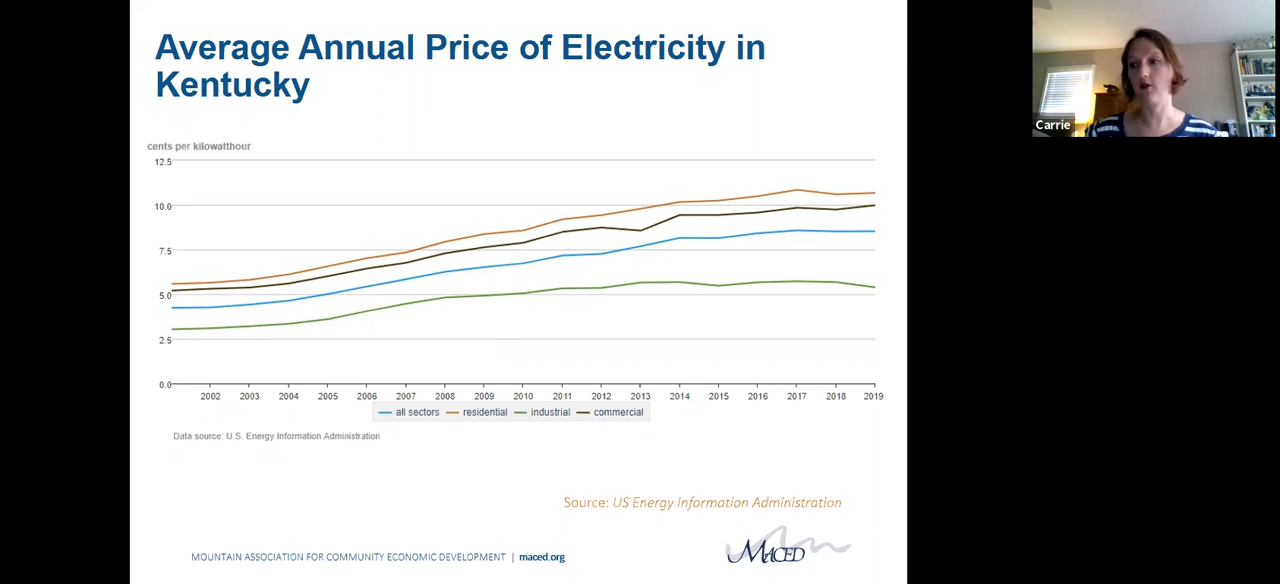 Average Annual Price of Electricity in
Kentucky
Carrie
cents per kilowatthour
12.5
10.0
7.5
5.0
2.5
0.0
2002 2003 2004 2005 2006 2007 2008 2009 2010 2011 2012 2013 2014 2015 2016 2017 2018 2019
all sectors residential industrial commercial
Data source: U.S. Energy Information Administration
Source: US Energy Information Administration
MOUNTAIN ASSOCIATION FOR COMMUNITY ECONOMIC DEVELOPMENT | maced.org
MACED